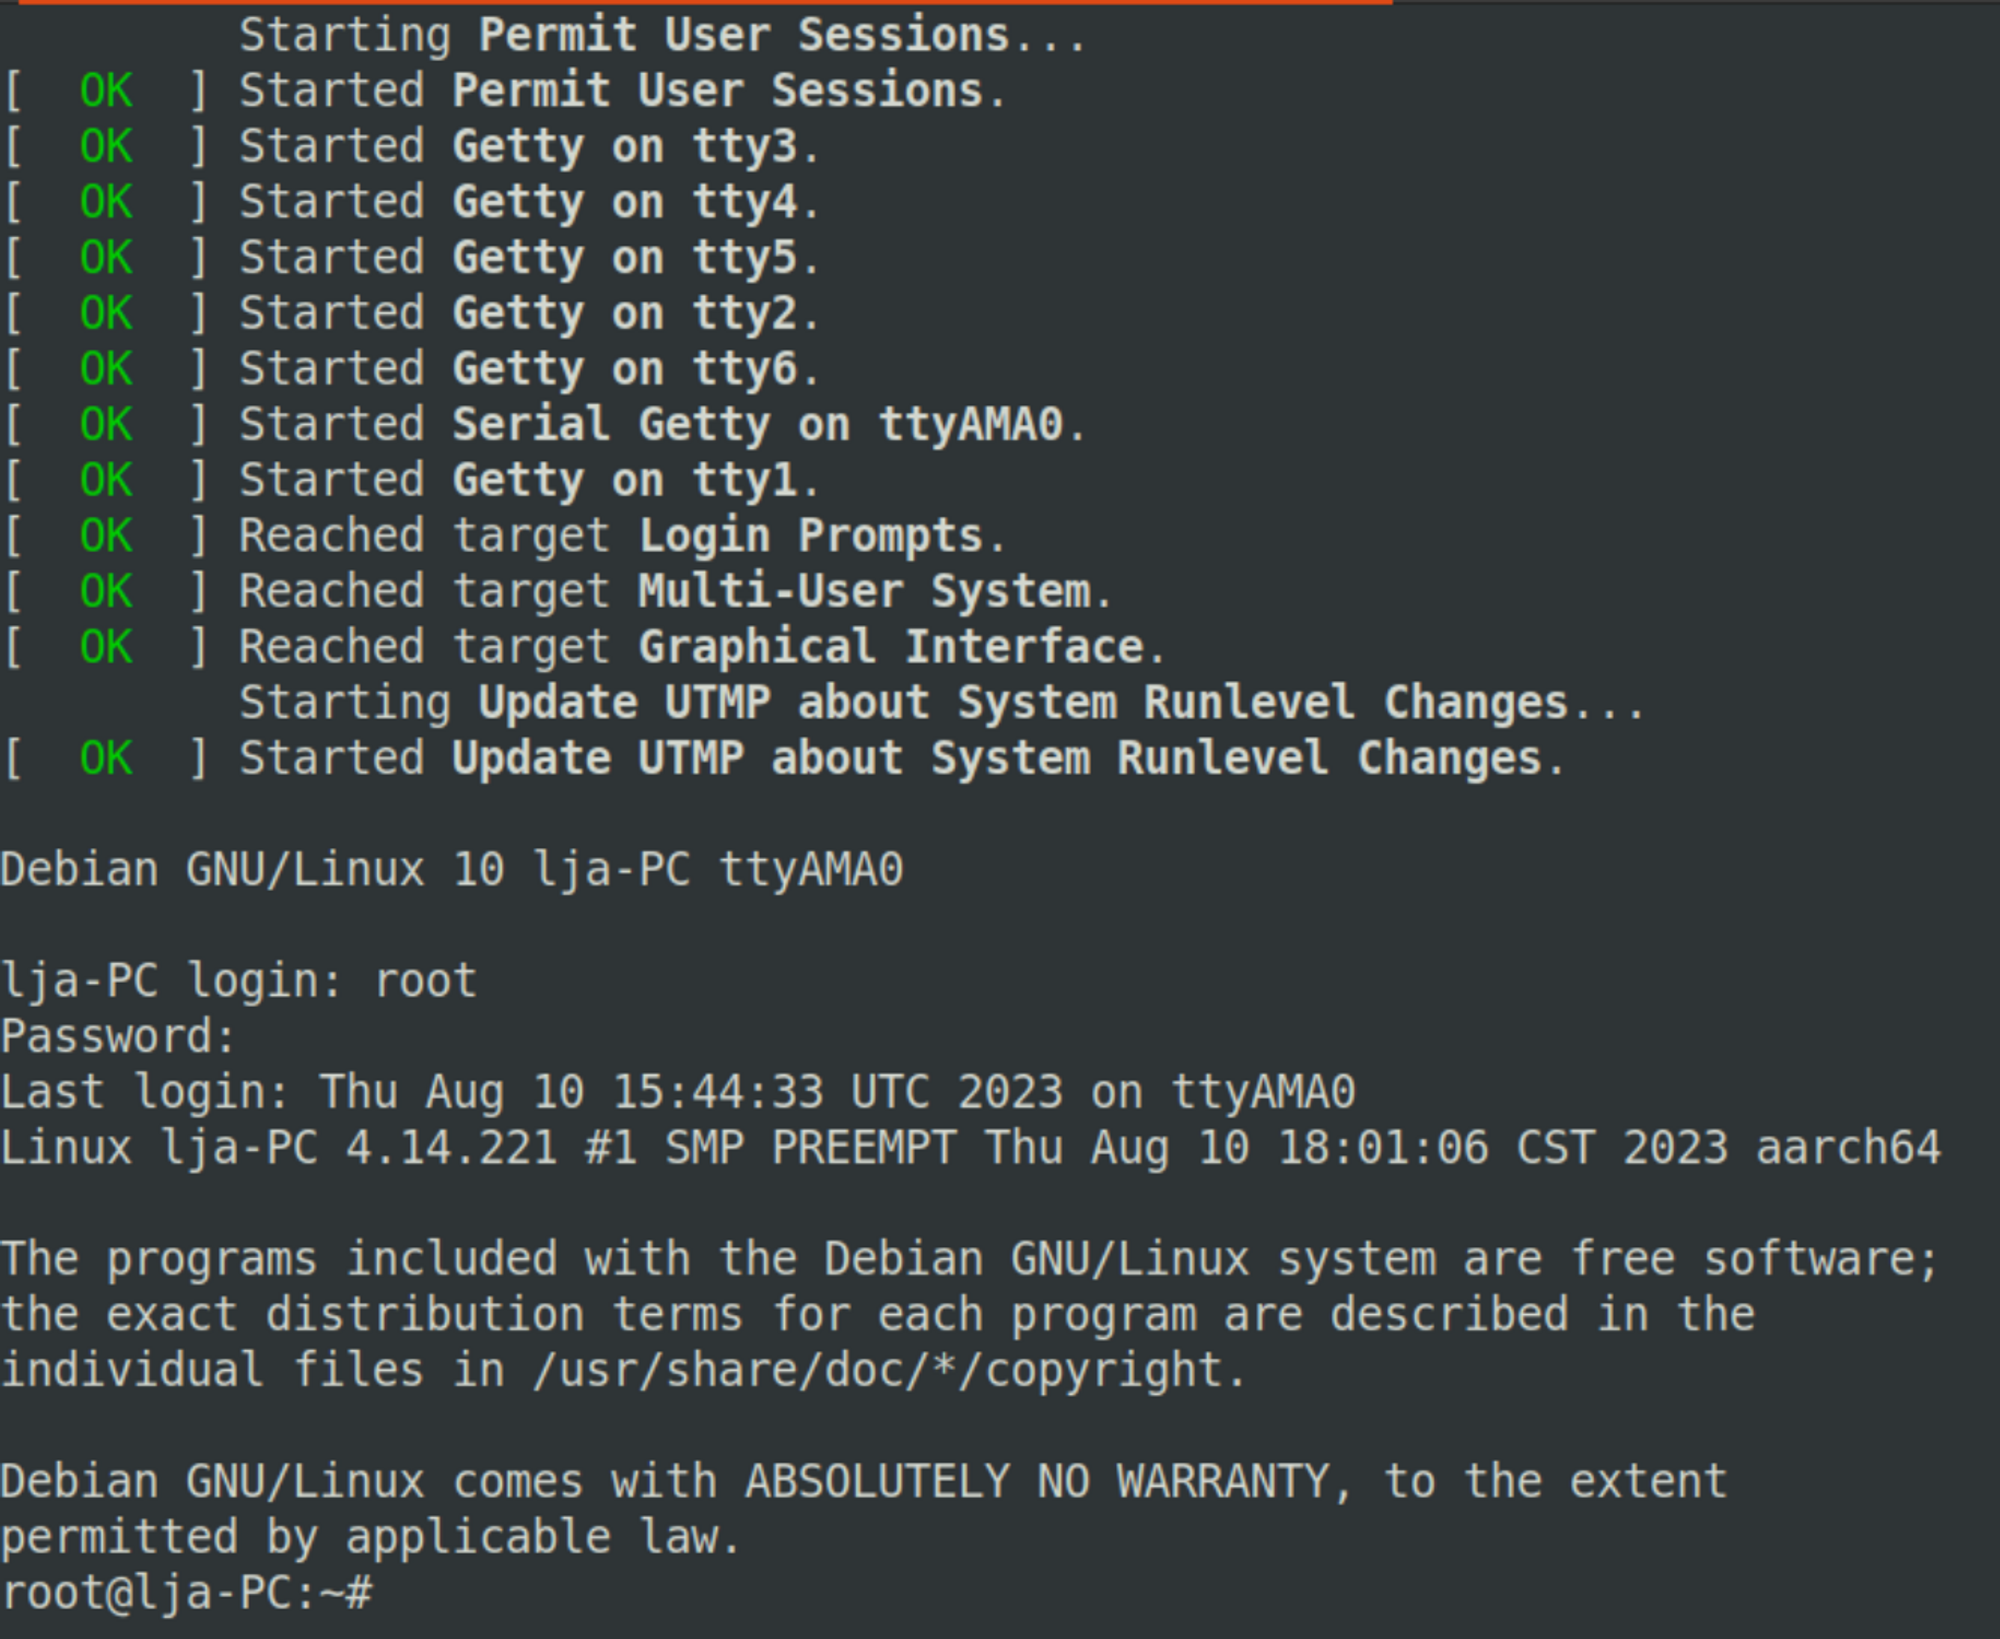 Starting Permit User Sessions...
[  OK  ] Started Permit User Sessions.
[  OK  ] Started Getty on tty3.
[  OK  ] Started Getty on tty4.
[  OK  ] Started Getty on tty5.
[  OK  ] Started Getty on tty2.
[  OK  ] Started Getty on tty6.
[  OK  ] Started Serial Getty on ttyAMA0.
[  OK  ] Started Getty on tty1.
[  OK  ] Reached target Login Prompts.
[  OK  ] Reached target Multi-User System.
[  OK  ] Reached target Graphical Interface.
Starting Update UTMP about System Runlevel Changes...
[  OK  ] Started Update UTMP about System Runlevel Changes.
Debian GNU/Linux 10 lja-PC ttyAMA0
lja-PC login: root
Password:
Last login: Thu Aug 10 15:44:33 UTC 2023 on ttyAMA0
Linux lja-PC 4.14.221 #1 SMP PREEMPT Thu Aug 10 18:01:06 CST 2023 aarch64
The programs included with the Debian GNU/Linux system are free software;
the exact distribution terms for each program are described in the
individual files in /usr/share/doc/*/copyright.
Debian GNU/Linux comes with ABSOLUTELY NO WARRANTY, to the extent
permitted by applicable law.
root@lja-PC:~#